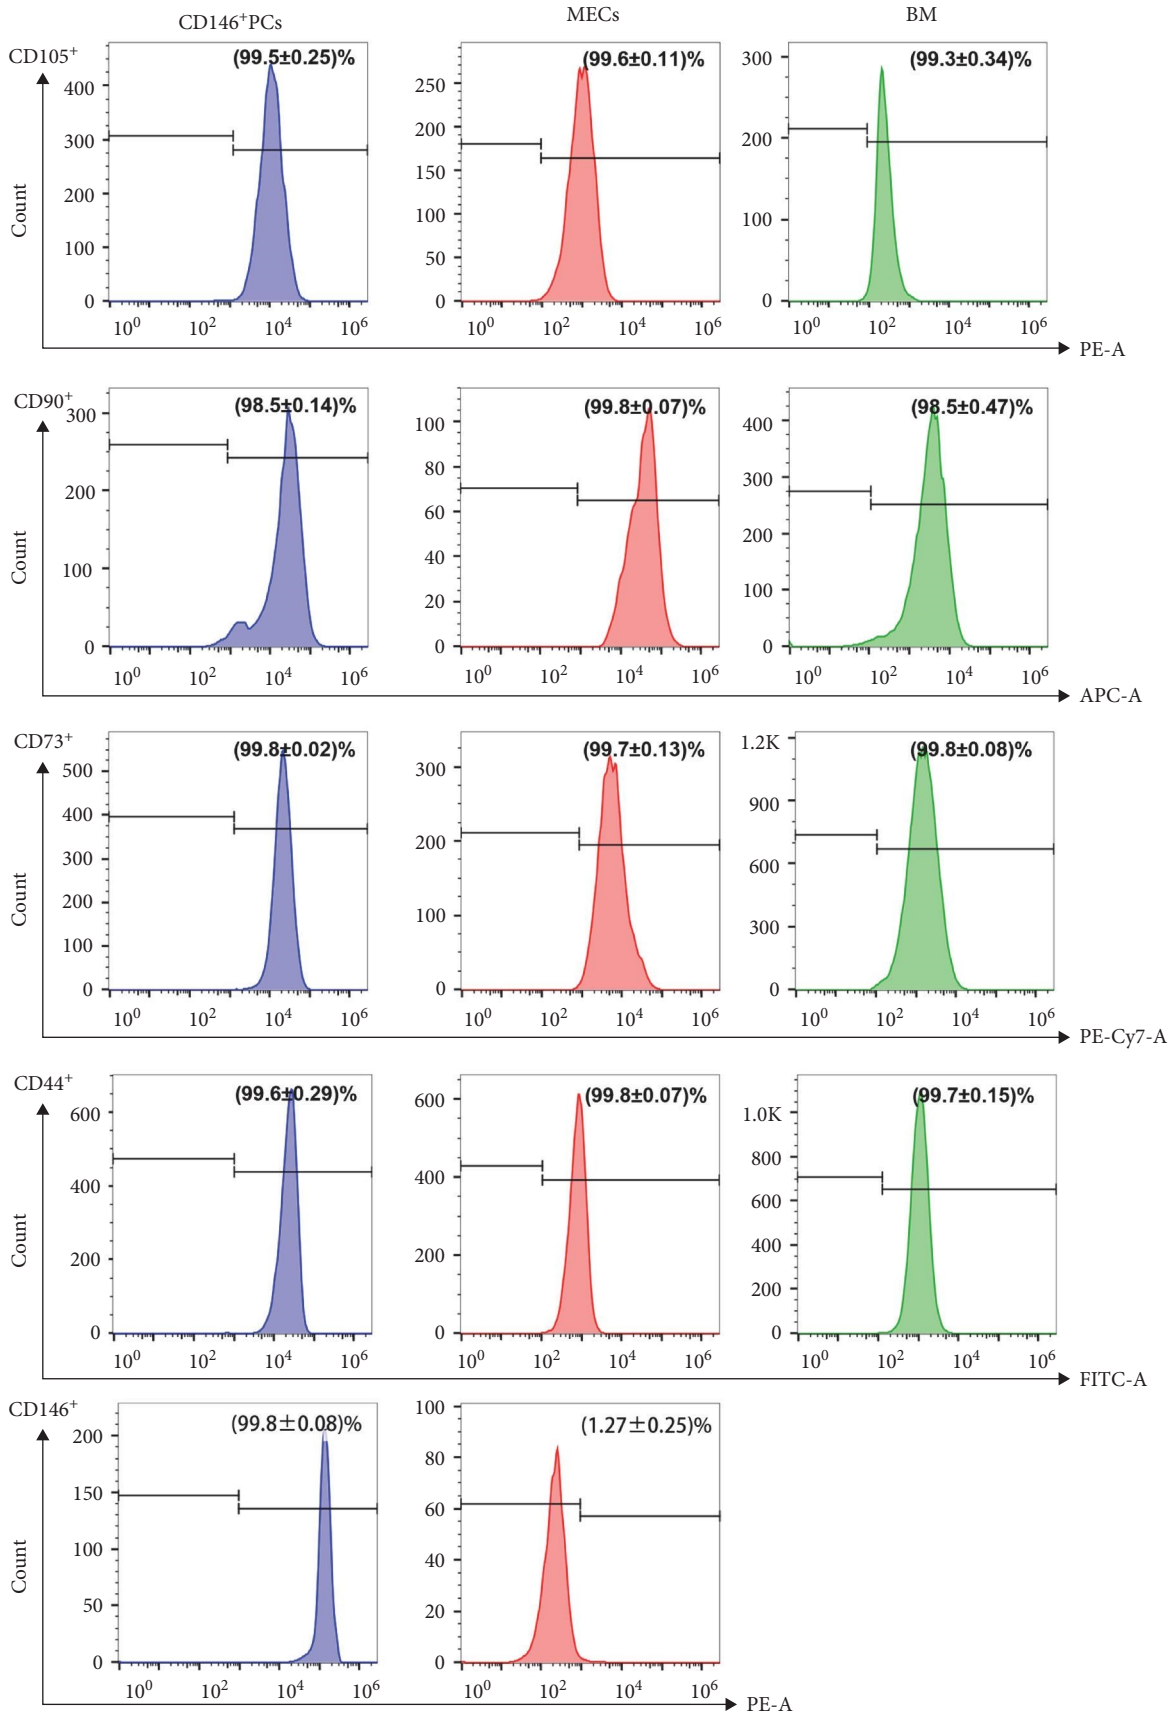 CD146⁺PCs MECs BM
CD105⁺
(99.5±0.25)% (99.6±0.11)% (99.3±0.34)%
Count
400 300 200 100 0
250 200 150 100 50 0
300 200 100 0
10⁰ 10² 10⁴ 10⁶ 10⁰ 10² 10⁴ 10⁶ 10⁰ 10² 10⁴ 10⁶
PE-A
CD90⁺
(98.5±0.14)% (99.8±0.07)% (98.5±0.47)%
Count
300 200 100 0
100 80 60 40 20 0
400 300 200 100 0
10⁰ 10² 10⁴ 10⁶ 10⁰ 10² 10⁴ 10⁶ 10⁰ 10² 10⁴ 10⁶
APC-A
CD73⁺
(99.8±0.02)% (99.7±0.13)% (99.8±0.08)%
Count
500 400 300 200 100 0
300 200 100 0
1.2K 900 600 300 0
10⁰ 10² 10⁴ 10⁶ 10⁰ 10² 10⁴ 10⁶ 10⁰ 10² 10⁴ 10⁶
PE-Cy7-A
CD44⁺
(99.6±0.29)% (99.8±0.07)% (99.7±0.15)%
Count
600 400 200 0
600 400 200 0
1.0K 800 600 400 200 0
10⁰ 10² 10⁴ 10⁶ 10⁰ 10² 10⁴ 10⁶ 10⁰ 10² 10⁴ 10⁶
FITC-A
CD146⁺
(99.8±0.08)% (1.27±0.25)%
Count
200 150 100 50 0
100 80 60 40 20 0
10⁰ 10² 10⁴ 10⁶ 10⁰ 10² 10⁴ 10⁶
PE-A